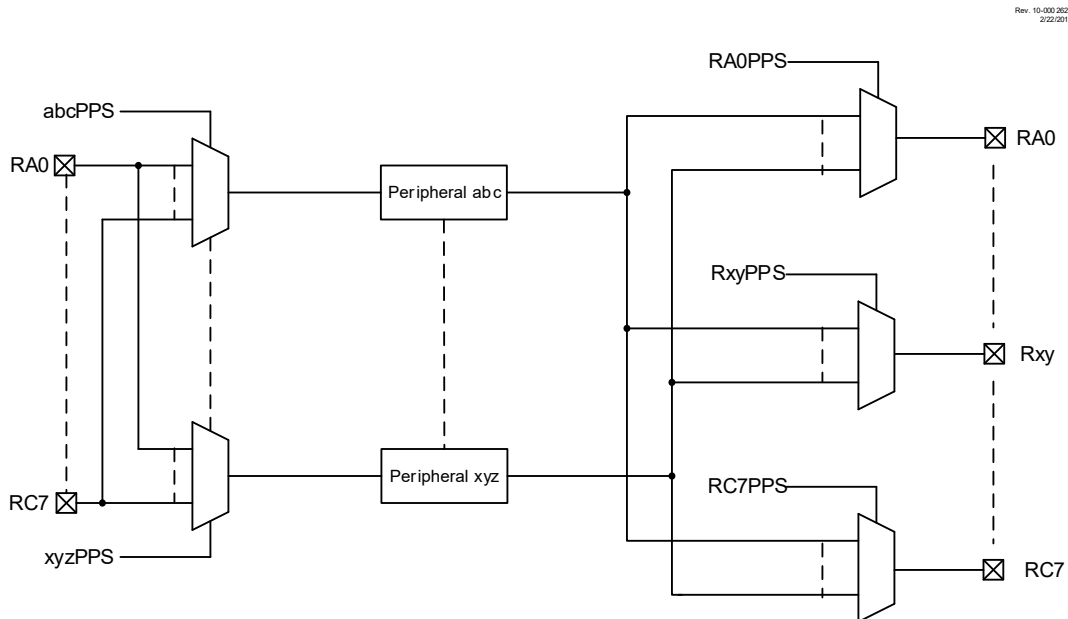 Rev. 10-000 262
2/22/201
RA0PPS
abcPPS
RA0
RA0
Peripheral abc
RxyPPS
Rxy
Peripheral xyz
RC7PPS
RC7
xyzPPS
RC7